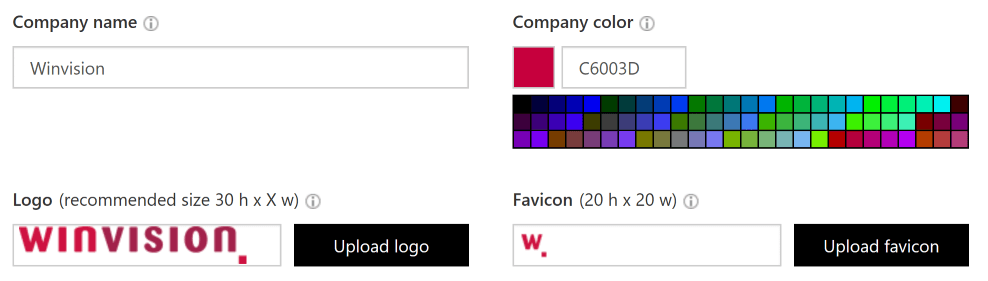 Company name
Company color
Winvision
C6003D
Logo (recommended size 30 h x X w)
Favicon (20 h x 20 w)
WINVISION.
Upload logo
W.
Upload favicon